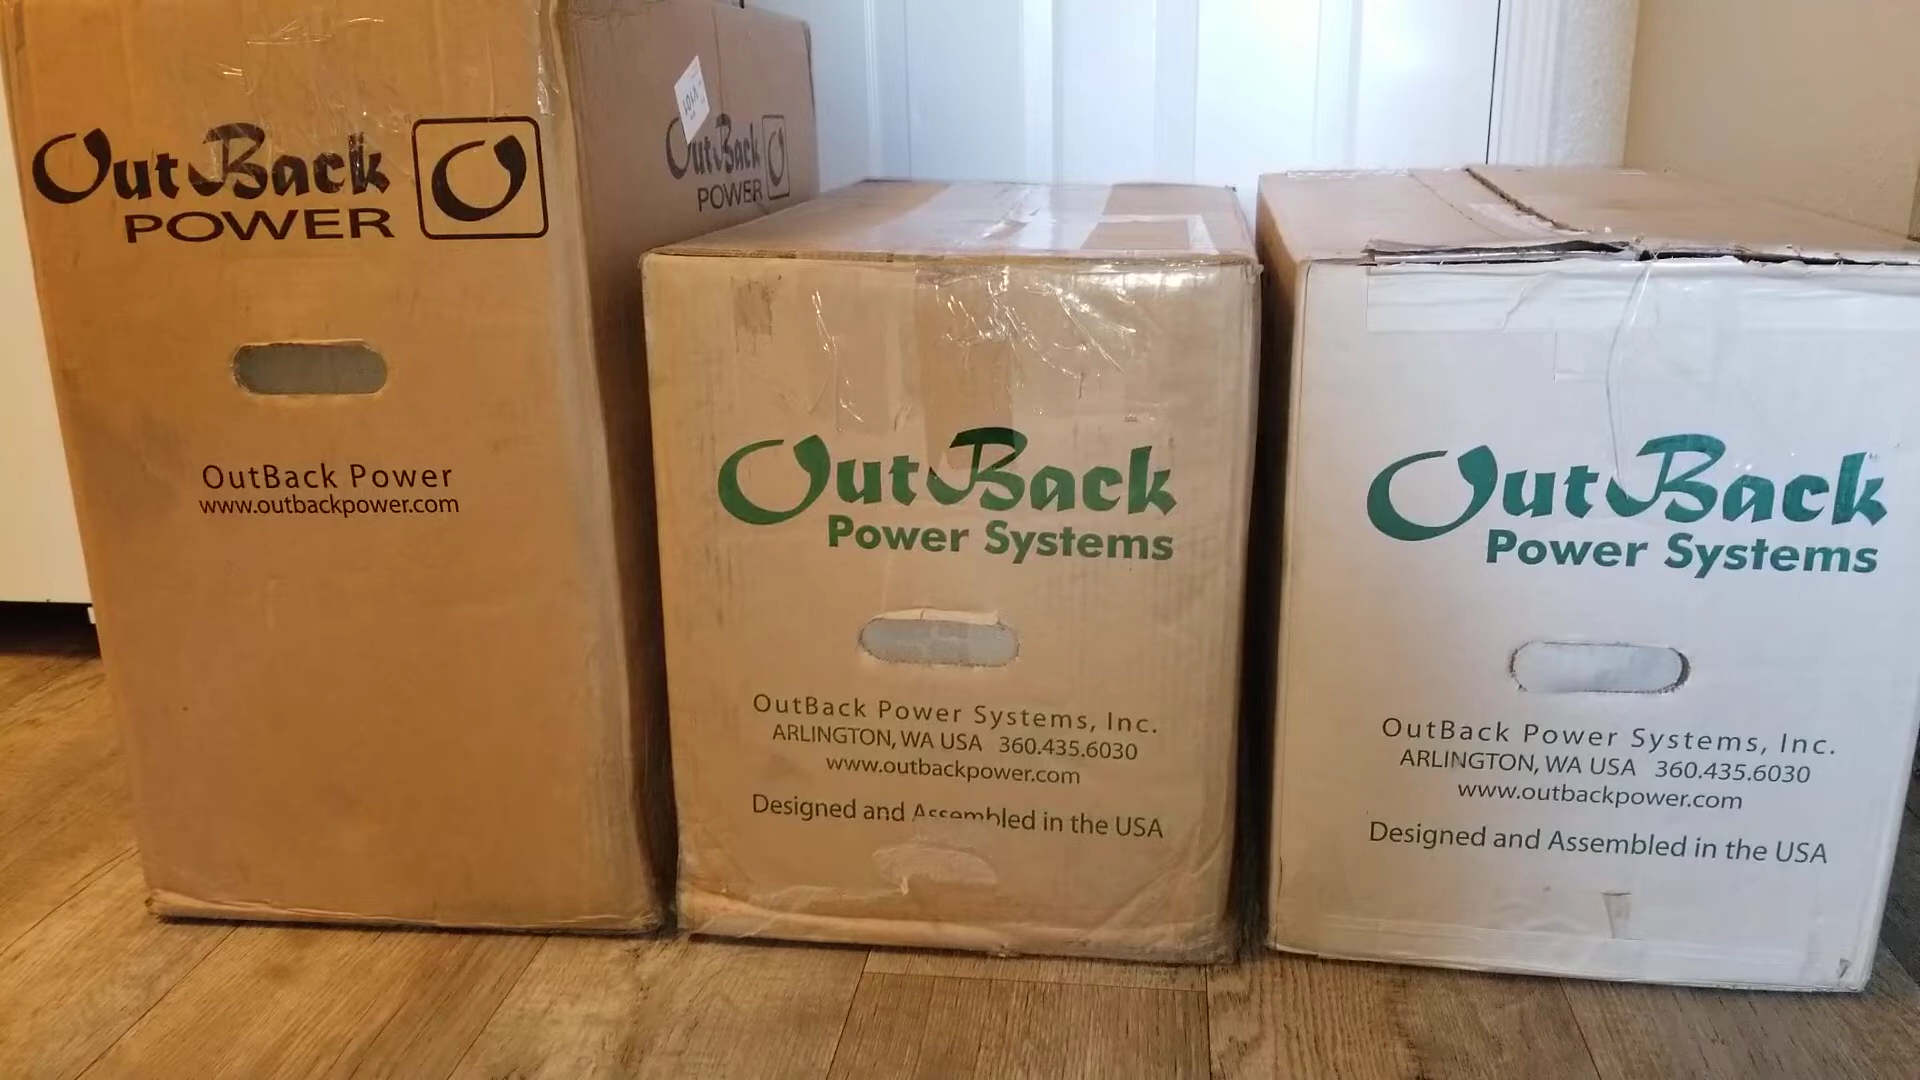 OutBack
POWER
OutBack Power
www.outbackpower.com
OutBack
POWER
OutBack
Power Systems
OutBack Power Systems, Inc.
ARLINGTON, WA USA 360.435.6030
www.outbackpower.com
Designed and Assembled in the USA
OutBack
Power Systems
OutBack Power Systems, Inc.
ARLINGTON, WA USA 360.435.6030
www.outbackpower.com
Designed and Assembled in the USA